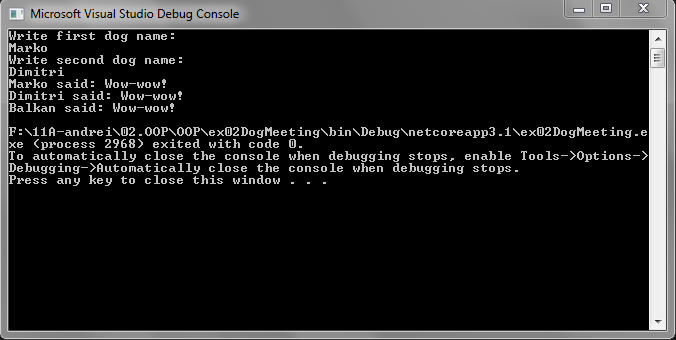 Microsoft Visual Studio Debug Console
Write first dog name:
Marko
Write second dog name:
Dimitri
Marko said: Wow-wow!
Dimitri said: Wow-wow!
Balkan said: Wow-wow!
F:\11A-andrei\02.OOP\OOP\ex02DogMeeting\bin\Debug\netcoreapp3.1\ex02DogMeeting.e
xe (process 2968) exited with code 0.
To automatically close the console when debugging stops, enable Tools->Options->
Debugging->Automatically close the console when debugging stops.
Press any key to close this window . . .